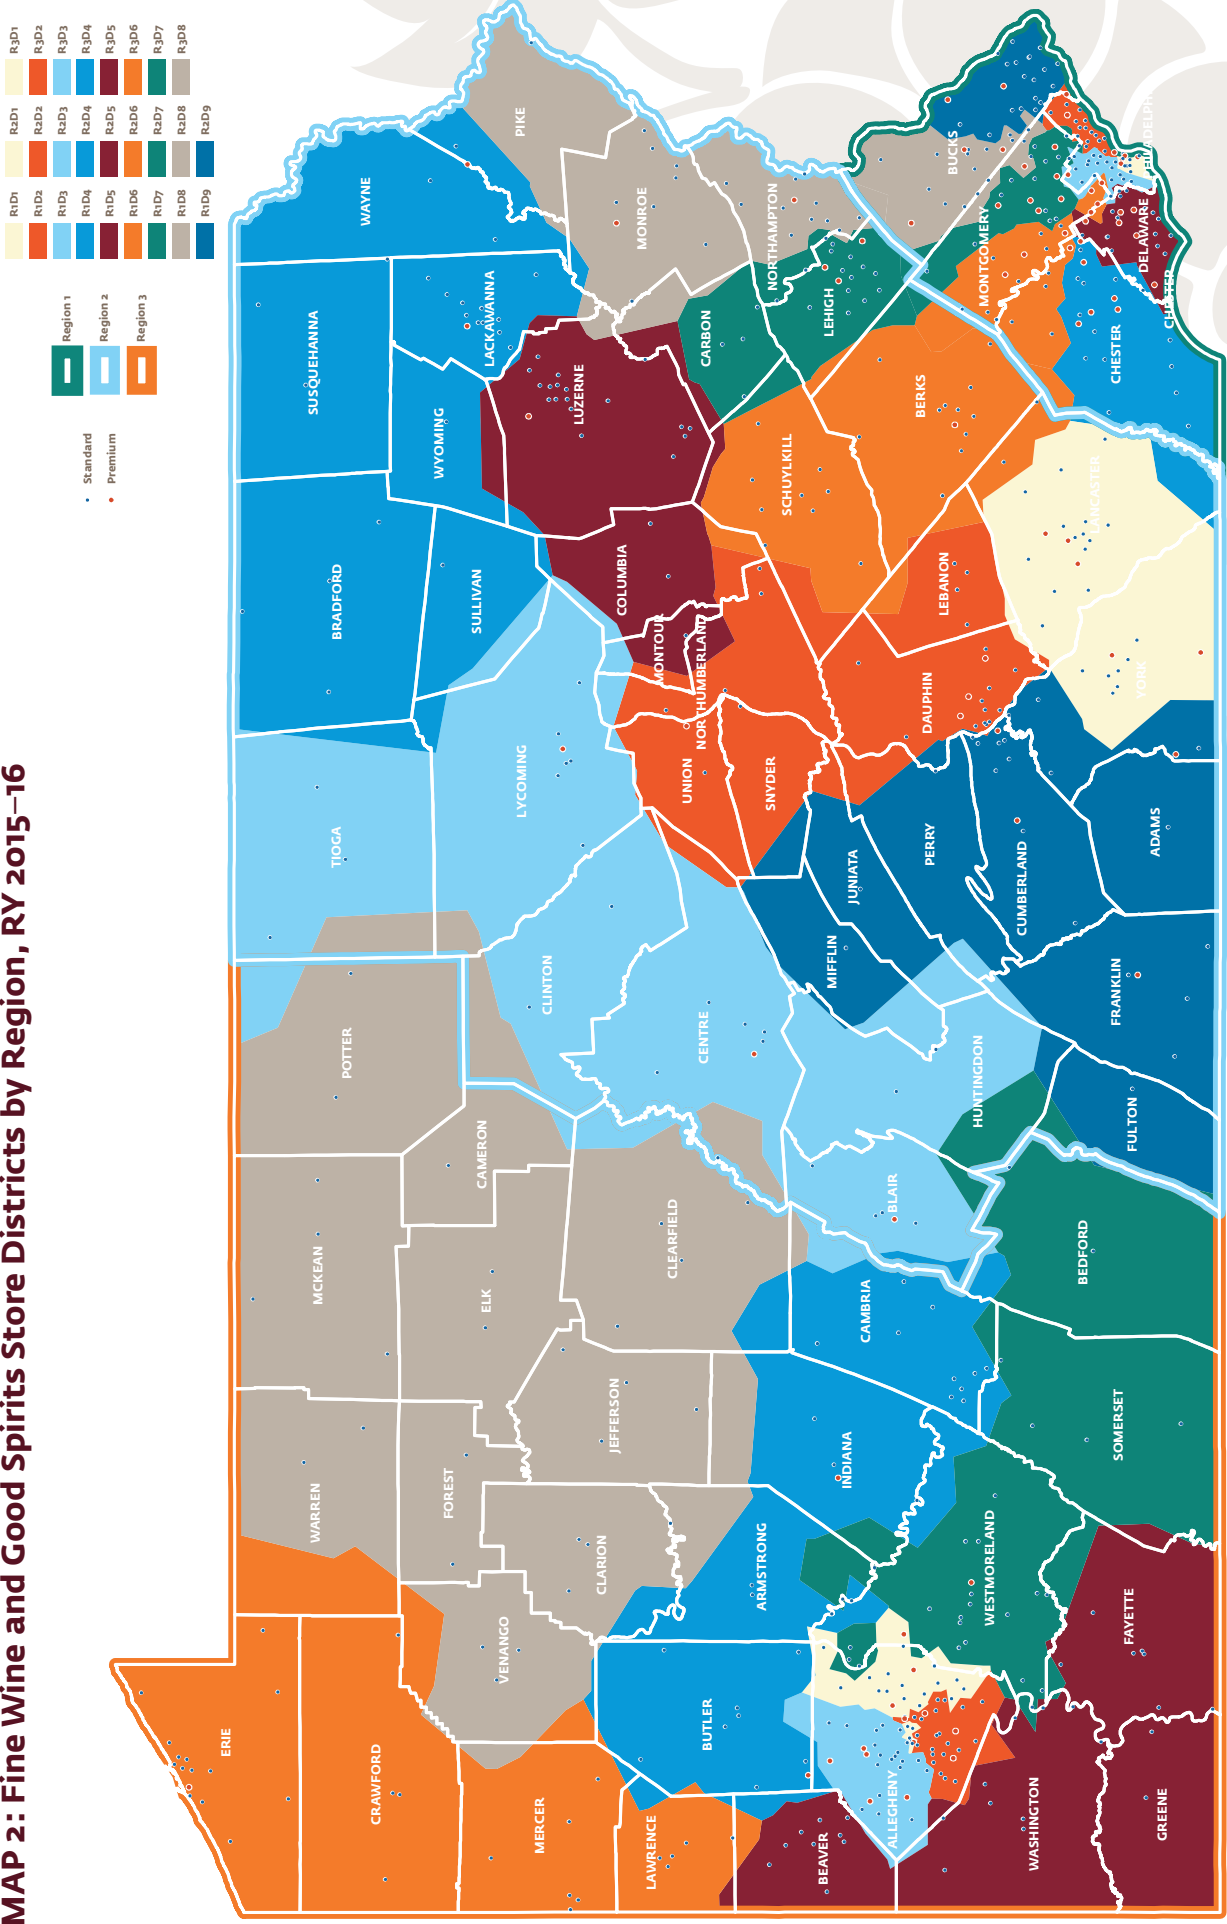 MAP 2: Fine Wine and Good Spirits Store Districts by Region, RY 2015–16
R1D1 R2D1 R3D1
R1D2 R2D2 R3D2
R1D3 R2D3 R3D3
R1D4 R2D4 R3D4
R1D5 R2D5 R3D5
R1D6 R2D6 R3D6
R1D7 R2D7 R3D7
R1D8 R2D8 R3D8
R1D9 R2D9
Region 1
Region 2
Region 3
Standard
Premium
ERIE
CRAWFORD
WARREN
MCKEAN
POTTER
TIOGA
BRADFORD
SUSQUEHANNA
WAYNE
MERCER
VENANGO
FOREST
ELK
CAMERON
CLINTON
LYCOMING
SULLIVAN
WYOMING
LACKAWANNA
PIKE
LAWRENCE
BUTLER
CLARION
JEFFERSON
CLEARFIELD
CENTRE
UNION
MONTOUR
COLUMBIA
LUZERNE
MONROE
NORTHUMBERLAND
CARBON
BEAVER
ARMSTRONG
INDIANA
CAMBRIA
BLAIR
MIFFLIN
JUNIATA
SNYDER
SCHUYLKILL
LEHIGH
NORTHAMPTON
ALLEGHENY
WESTMORELAND
HUNTINGDON
PERRY
DAUPHIN
LEBANON
BERKS
MONTGOMERY
BUCKS
WASHINGTON
GREENE
FAYETTE
SOMERSET
BEDFORD
FULTON
FRANKLIN
CUMBERLAND
ADAMS
YORK
LANCASTER
CHESTER
CHESTER
DELAWARE